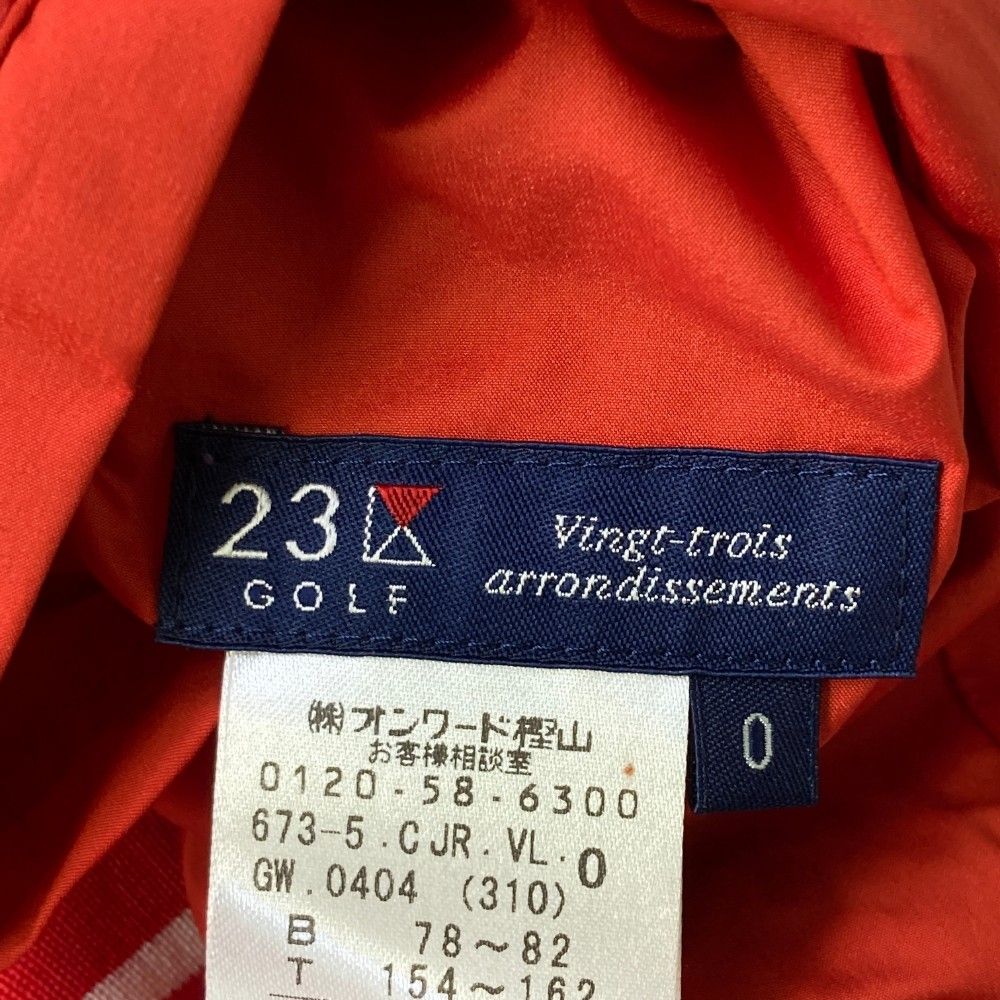 23
GOLF
Vingt-trois
arrondissements
0
㈱オンワード樫山
お客様相談室
0120-58-6300
673-5.CJR.VL.0
GW.0404 (310)
B 78~82
T 154~162